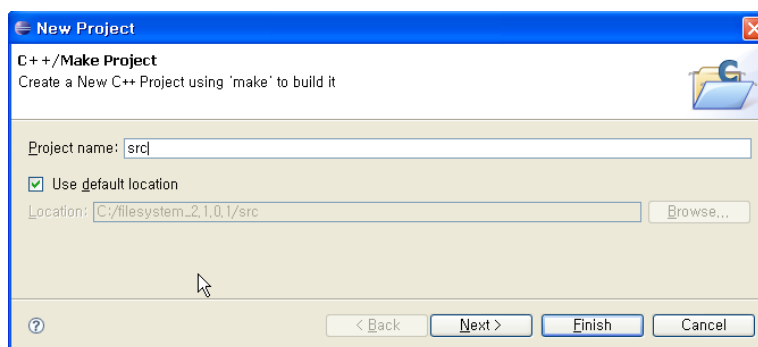 New Project
C++/Make Project
Create a New C++ Project using 'make' to build it
Project name: src
Use default location
Location: C:/filesystem_2,1,0,1/src Browse,,,
? < Back Next > Finish Cancel